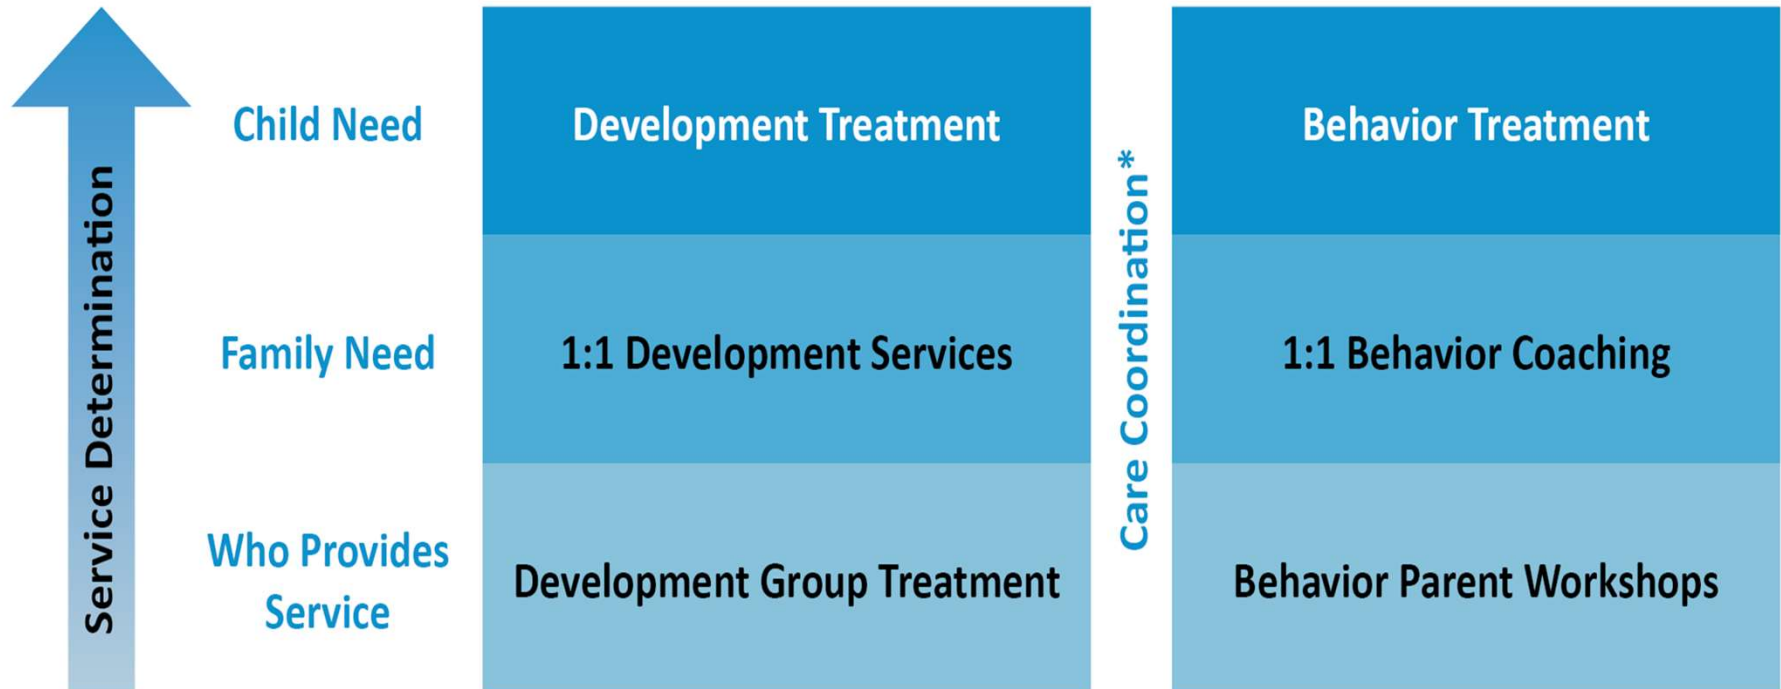 Service Determination
Child Need
Development Treatment
Behavior Treatment
Care Coordination*
Family Need
1:1 Development Services
1:1 Behavior Coaching
Who Provides
Service
Development Group Treatment
Behavior Parent Workshops